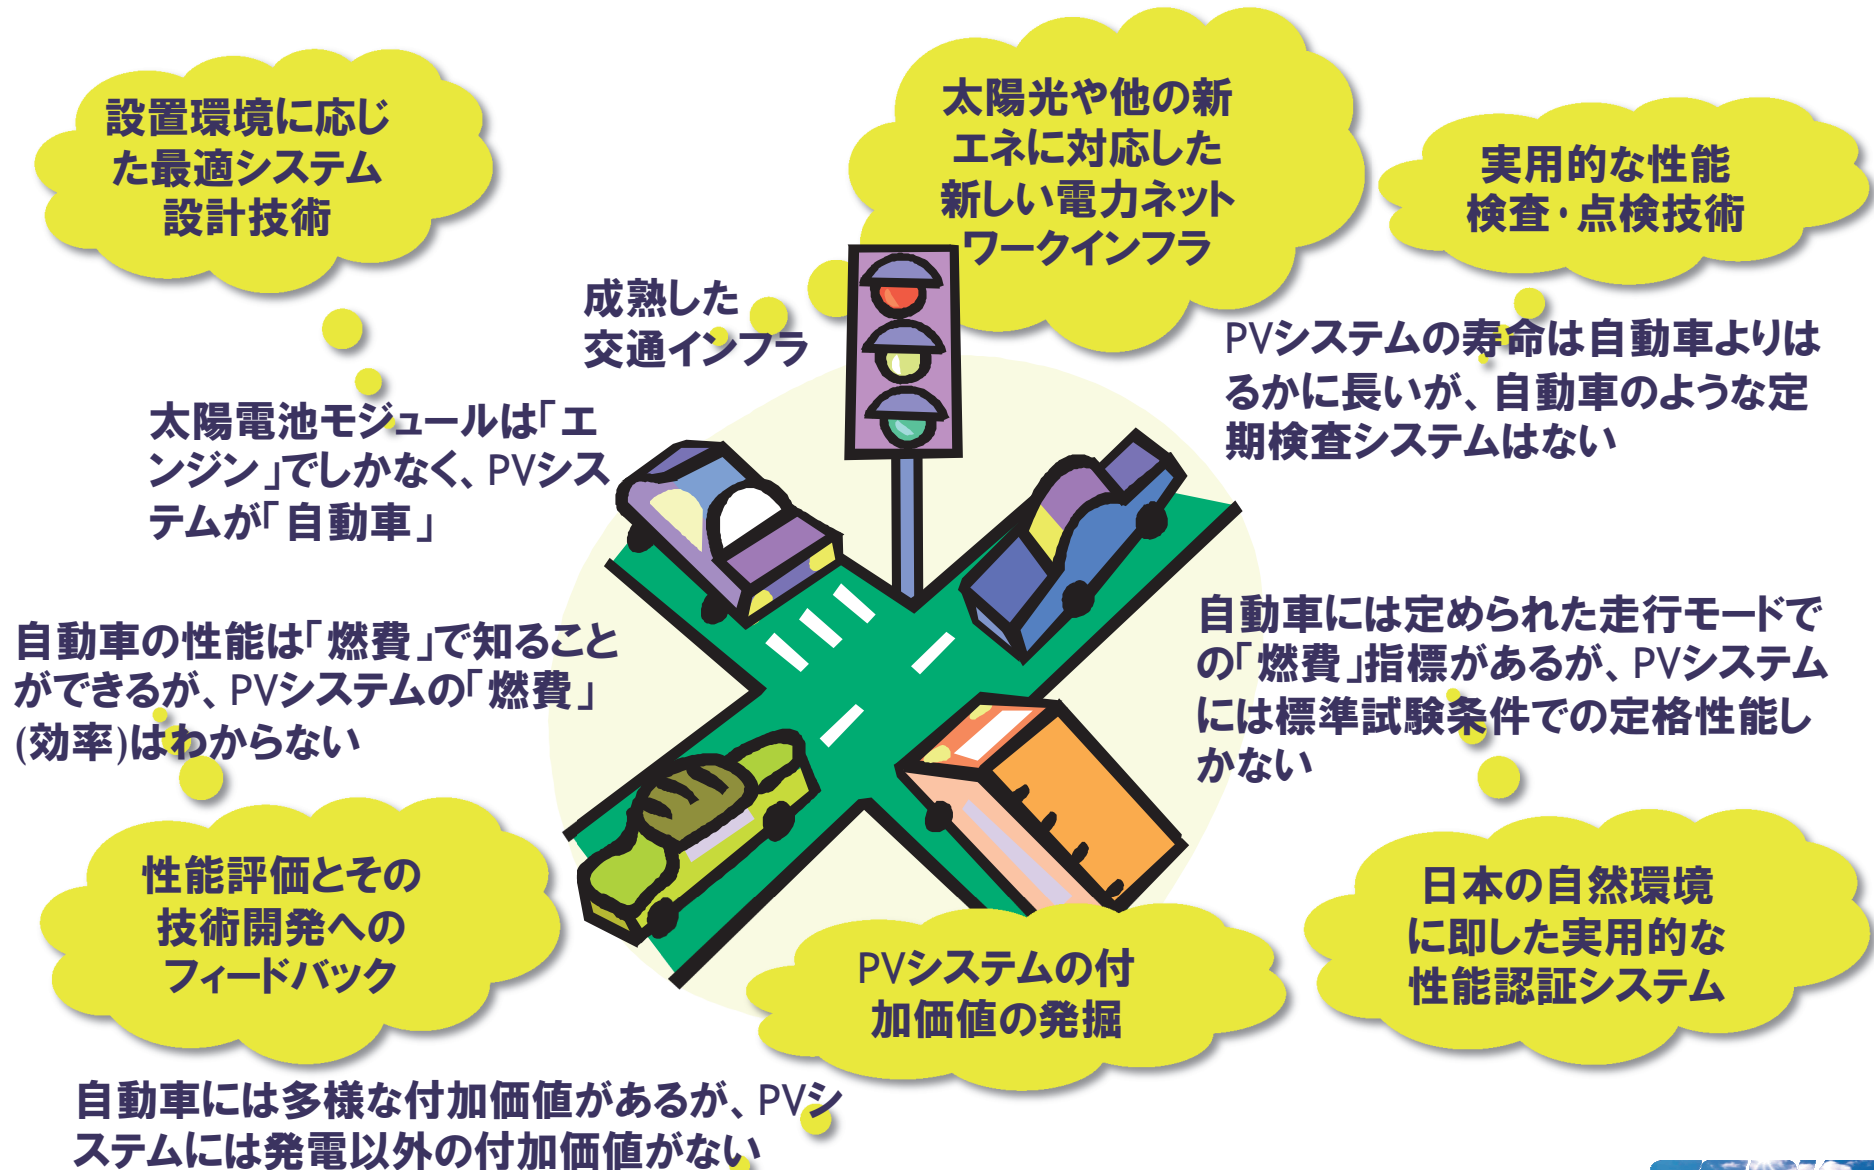 設置環境に応じ
た最適システム
設計技術
太陽光や他の新
エネに対応した
新しい電力ネット
ワークインフラ
実用的な性能
検査・点検技術
成熟した
交通インフラ
PVシステムの寿命は自動車よりは
るかに長いが、自動車のような定
期検査システムはない
太陽電池モジュールは「エ
ンジン」でしかなく、PVシス
テムが「自動車」
自動車の性能は「燃費」で知ること
ができるが、PVシステムの「燃費」
(効率)はわからない
自動車には定められた走行モードで
の「燃費」指標があるが、PVシステム
には標準試験条件での定格性能し
かない
性能評価とその
技術開発への
フィードバック
PVシステムの付
加価値の発掘
日本の自然環境
に即した実用的な
性能認証システム
自動車には多様な付加価値があるが、PVシ
ステムには発電以外の付加価値がない